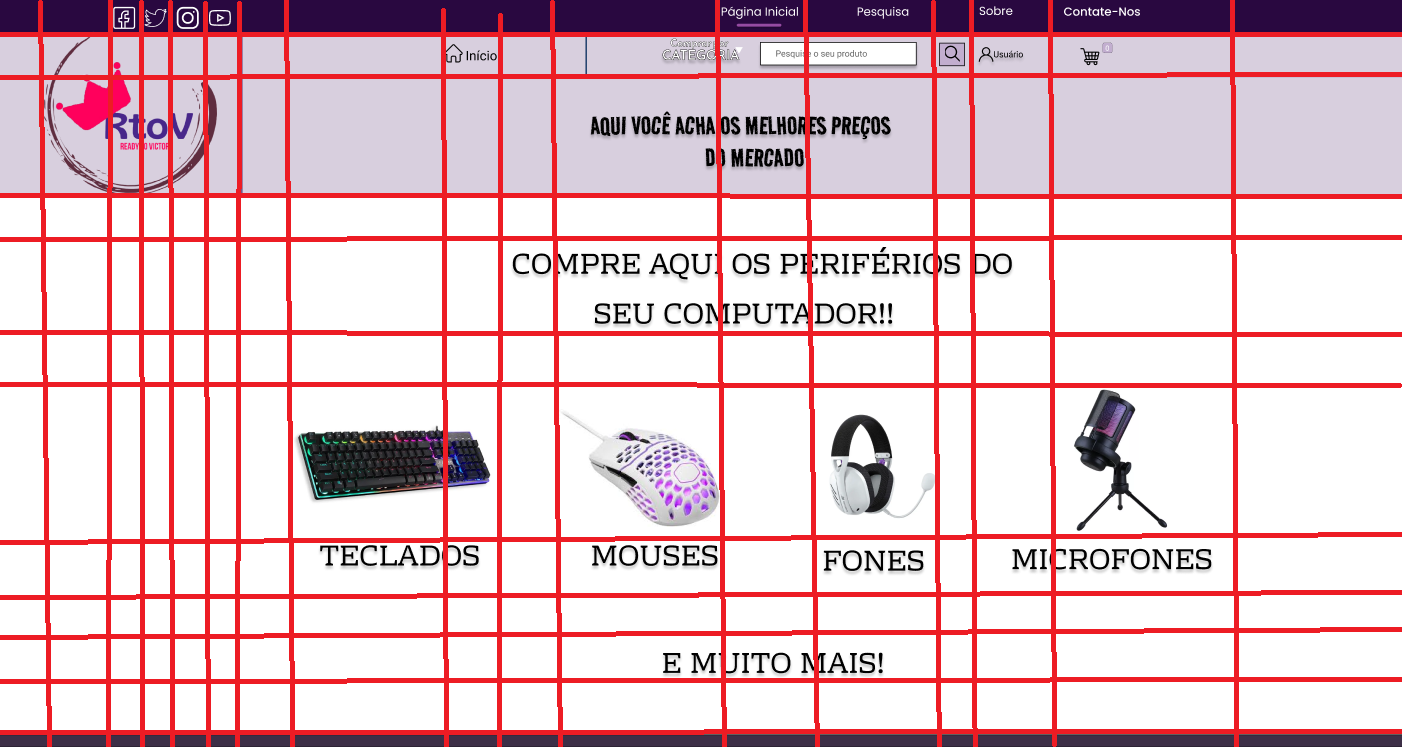 Página Inicial
Pesquisa
Sobre
Contate-Nos
Início
Comprar por
CATEGORIA
Pesquise o seu produto
Usuário
0
RtoV
READY TO VICTORY
AQUI VOCÊ ACHA OS MELHORES PREÇOS
DO MERCADO
COMPRE AQUI OS PERIFÉRIOS DO
SEU COMPUTADOR!!
TECLADOS
MOUSES
FONES
MICROFONES
E MUITO MAIS!